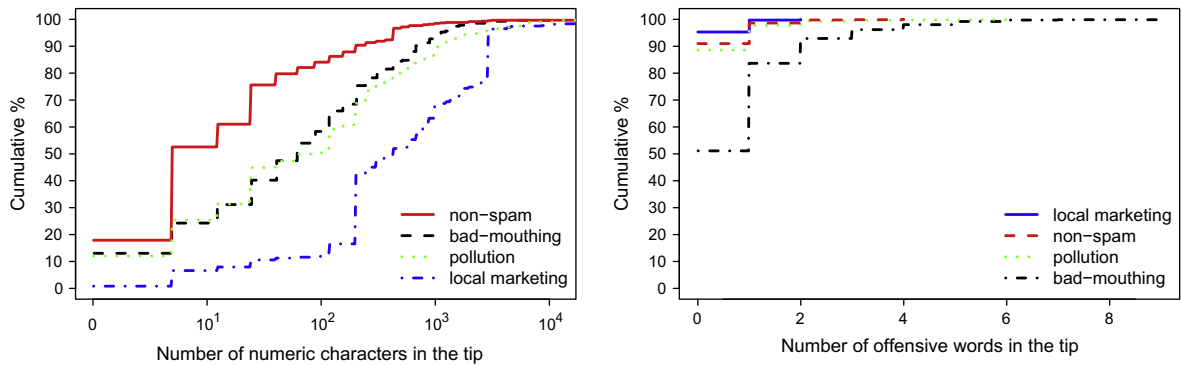 100
90
80
70
60
50
40
30
20
10
0
Cumulative %
non−spam
bad−mouthing
pollution
local marketing
0 10¹ 10² 10³ 10⁴
Number of numeric characters in the tip
100
90
80
70
60
50
40
30
20
10
0
Cumulative %
local marketing
non−spam
pollution
bad−mouthing
0 2 4 6 8
Number of offensive words in the tip